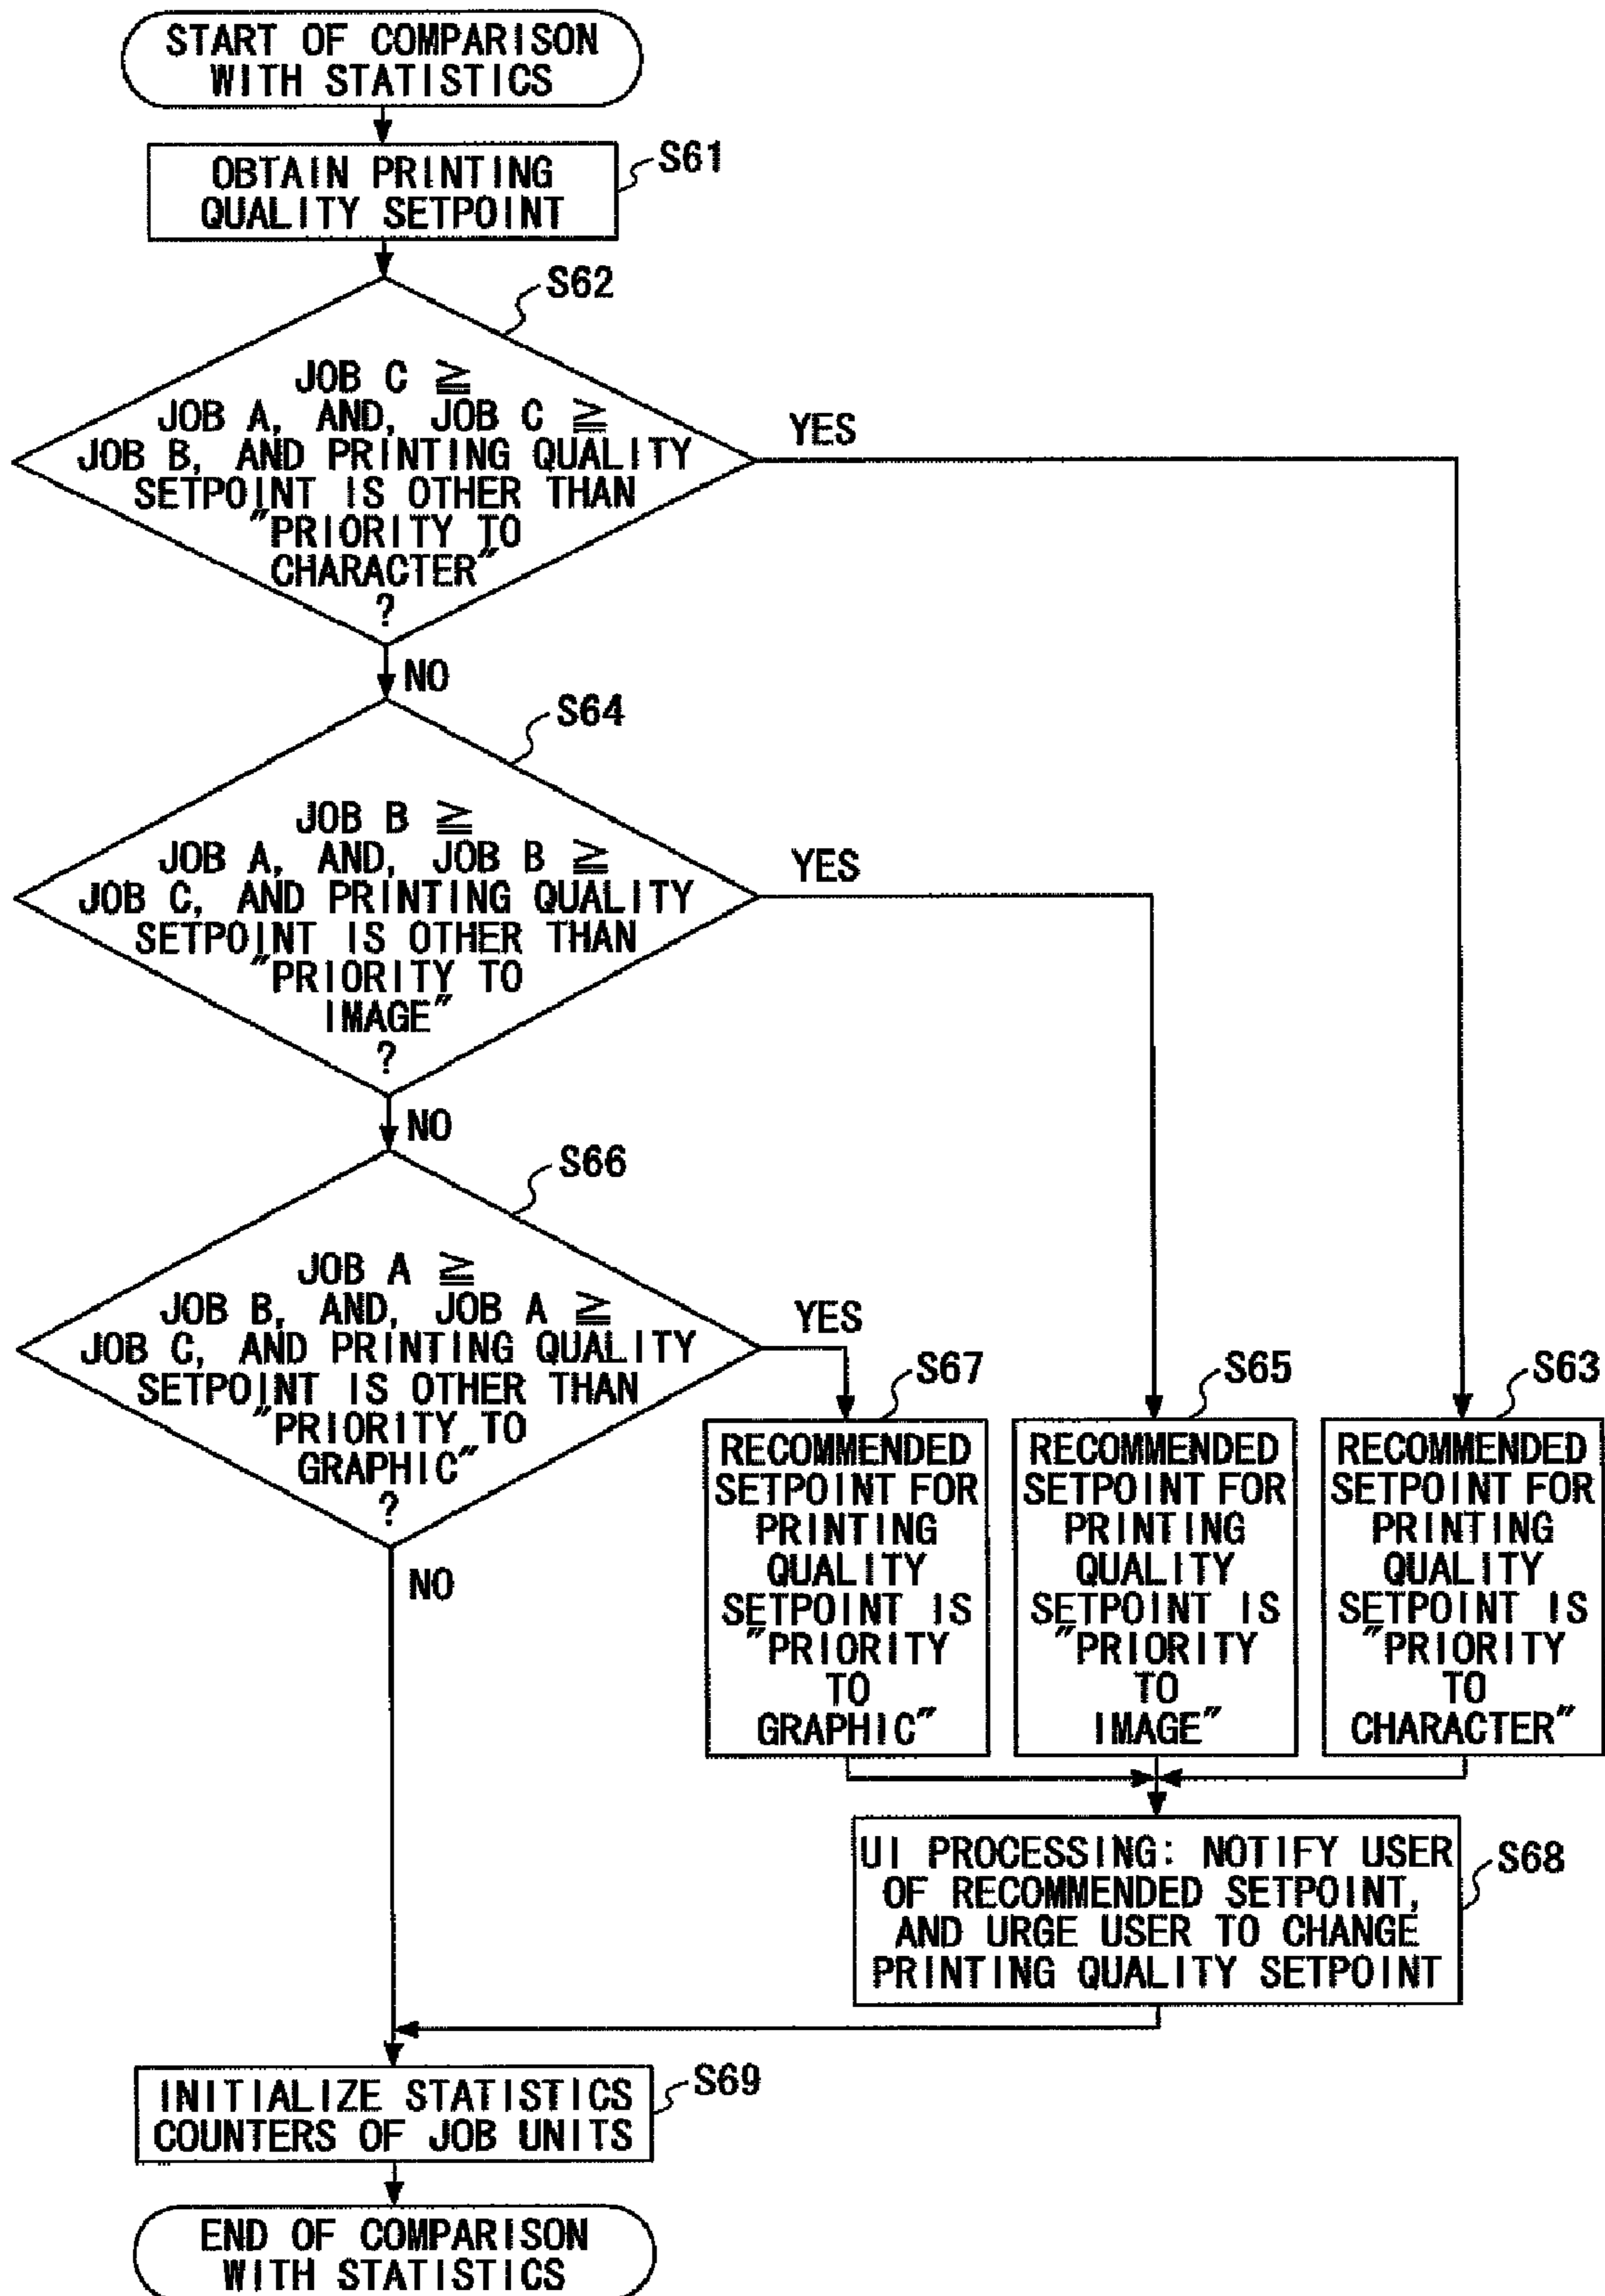 START OF COMPARISON
WITH STATISTICS
OBTAIN PRINTING
QUALITY SETPOINT
S61
S62
JOB C ≧
JOB A, AND, JOB C ≧
JOB B, AND PRINTING QUALITY
SETPOINT IS OTHER THAN
"PRIORITY TO
CHARACTER"
?
YES
NO
S64
JOB B ≧
JOB A, AND, JOB B ≧
JOB C, AND PRINTING QUALITY
SETPOINT IS OTHER THAN
"PRIORITY TO
IMAGE"
?
YES
NO
S66
JOB A ≧
JOB B, AND, JOB A ≧
JOB C, AND PRINTING QUALITY
SETPOINT IS OTHER THAN
"PRIORITY TO
GRAPHIC"
?
YES
NO
S67
RECOMMENDED
SETPOINT FOR
PRINTING
QUALITY
SETPOINT IS
"PRIORITY
TO
GRAPHIC"
S65
RECOMMENDED
SETPOINT FOR
PRINTING
QUALITY
SETPOINT IS
"PRIORITY
TO
IMAGE"
S63
RECOMMENDED
SETPOINT FOR
PRINTING
QUALITY
SETPOINT IS
"PRIORITY
TO
CHARACTER"
UI PROCESSING: NOTIFY USER
OF RECOMMENDED SETPOINT,
AND URGE USER TO CHANGE
PRINTING QUALITY SETPOINT
S68
INITIALIZE STATISTICS
COUNTERS OF JOB UNITS
S69
END OF COMPARISON
WITH STATISTICS